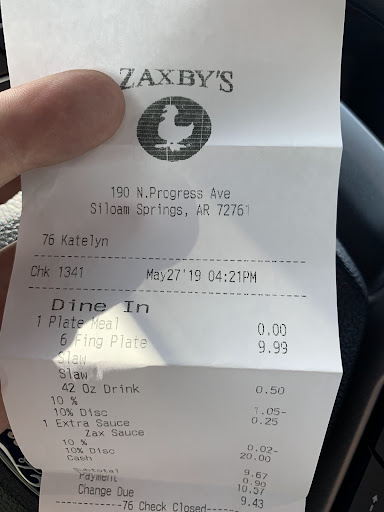 ZAXBY'S
190 N.Progress Ave
Siloam Springs, AR 72761
76 Katelyn
Chk 1341 May27'19 04:21PM
Dine In
1 Plate Meal 0.00
6 Fing Plate 9.99
Slaw
Slaw
42 Oz Drink 0.50
10 %
10% Disc 1.05-
1 Extra Sauce 0.25
Zax Sauce
10 %
10% Disc 0.02-
Cash 20.00
Subtotal 9.67
0.90
Payment 10.57
Change Due 9.43
-----------76 Check Closed-----------